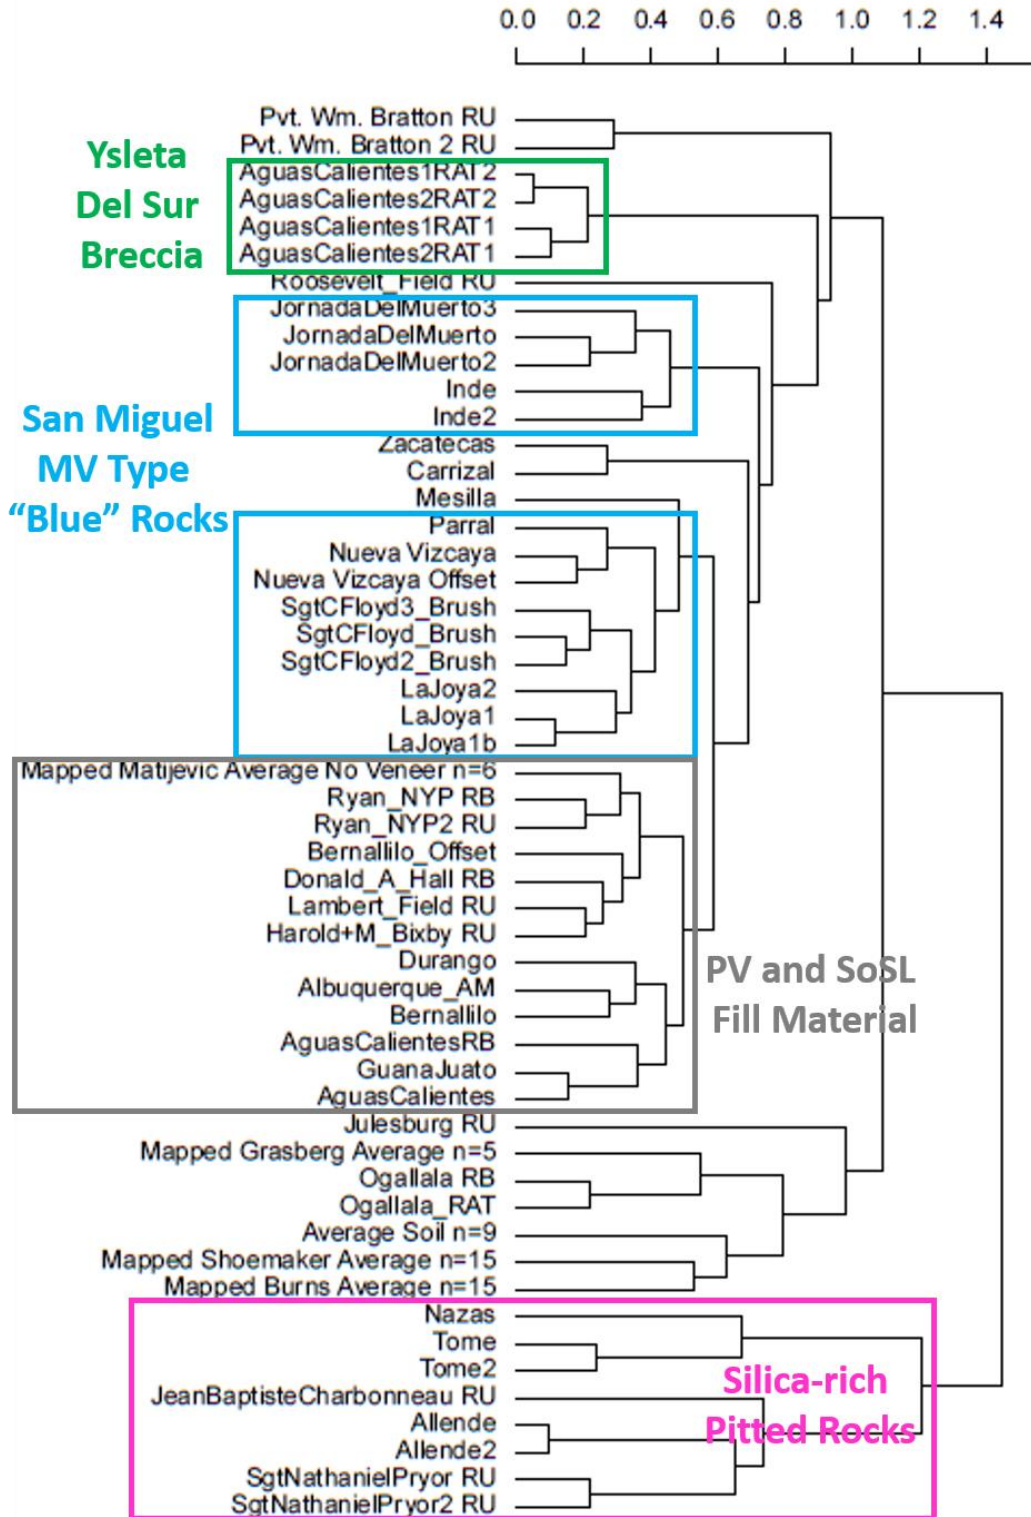 0.0 0.2 0.4 0.6 0.8 1.0 1.2 1.4
Pvt. Wm. Bratton RU
Pvt. Wm. Bratton 2 RU
Ysleta
Del Sur
Breccia
AguasCalientes1RAT2
AguasCalientes2RAT2
AguasCalientes1RAT1
AguasCalientes2RAT1
Roosevelt_Field RU
JornadaDelMuerto3
JornadaDelMuerto
JornadaDelMuerto2
Inde
Inde2
San Miguel
MV Type
“Blue” Rocks
Zacatecas
Carrizal
Mesilla
Parral
Nueva Vizcaya
Nueva Vizcaya Offset
SgtCFloyd3_Brush
SgtCFloyd_Brush
SgtCFloyd2_Brush
LaJoya2
LaJoya1
LaJoya1b
Mapped Matijevic Average No Veneer n=6
Ryan_NYP RB
Ryan_NYP2 RU
Bernallilo_Offset
Donald_A_Hall RB
Lambert_Field RU
Harold+M_Bixby RU
Durango
Albuquerque_AM
Bernallilo
AguasCalientesRB
GuanaJuato
AguasCalientes
PV and SoSL
Fill Material
Julesburg RU
Mapped Grasberg Average n=5
Ogallala RB
Ogallala_RAT
Average Soil n=9
Mapped Shoemaker Average n=15
Mapped Burns Average n=15
Nazas
Tome
Tome2
JeanBaptisteCharbonneau RU
Allende
Allende2
SgtNathanielPryor RU
SgtNathanielPryor2 RU
Silica-rich
Pitted Rocks